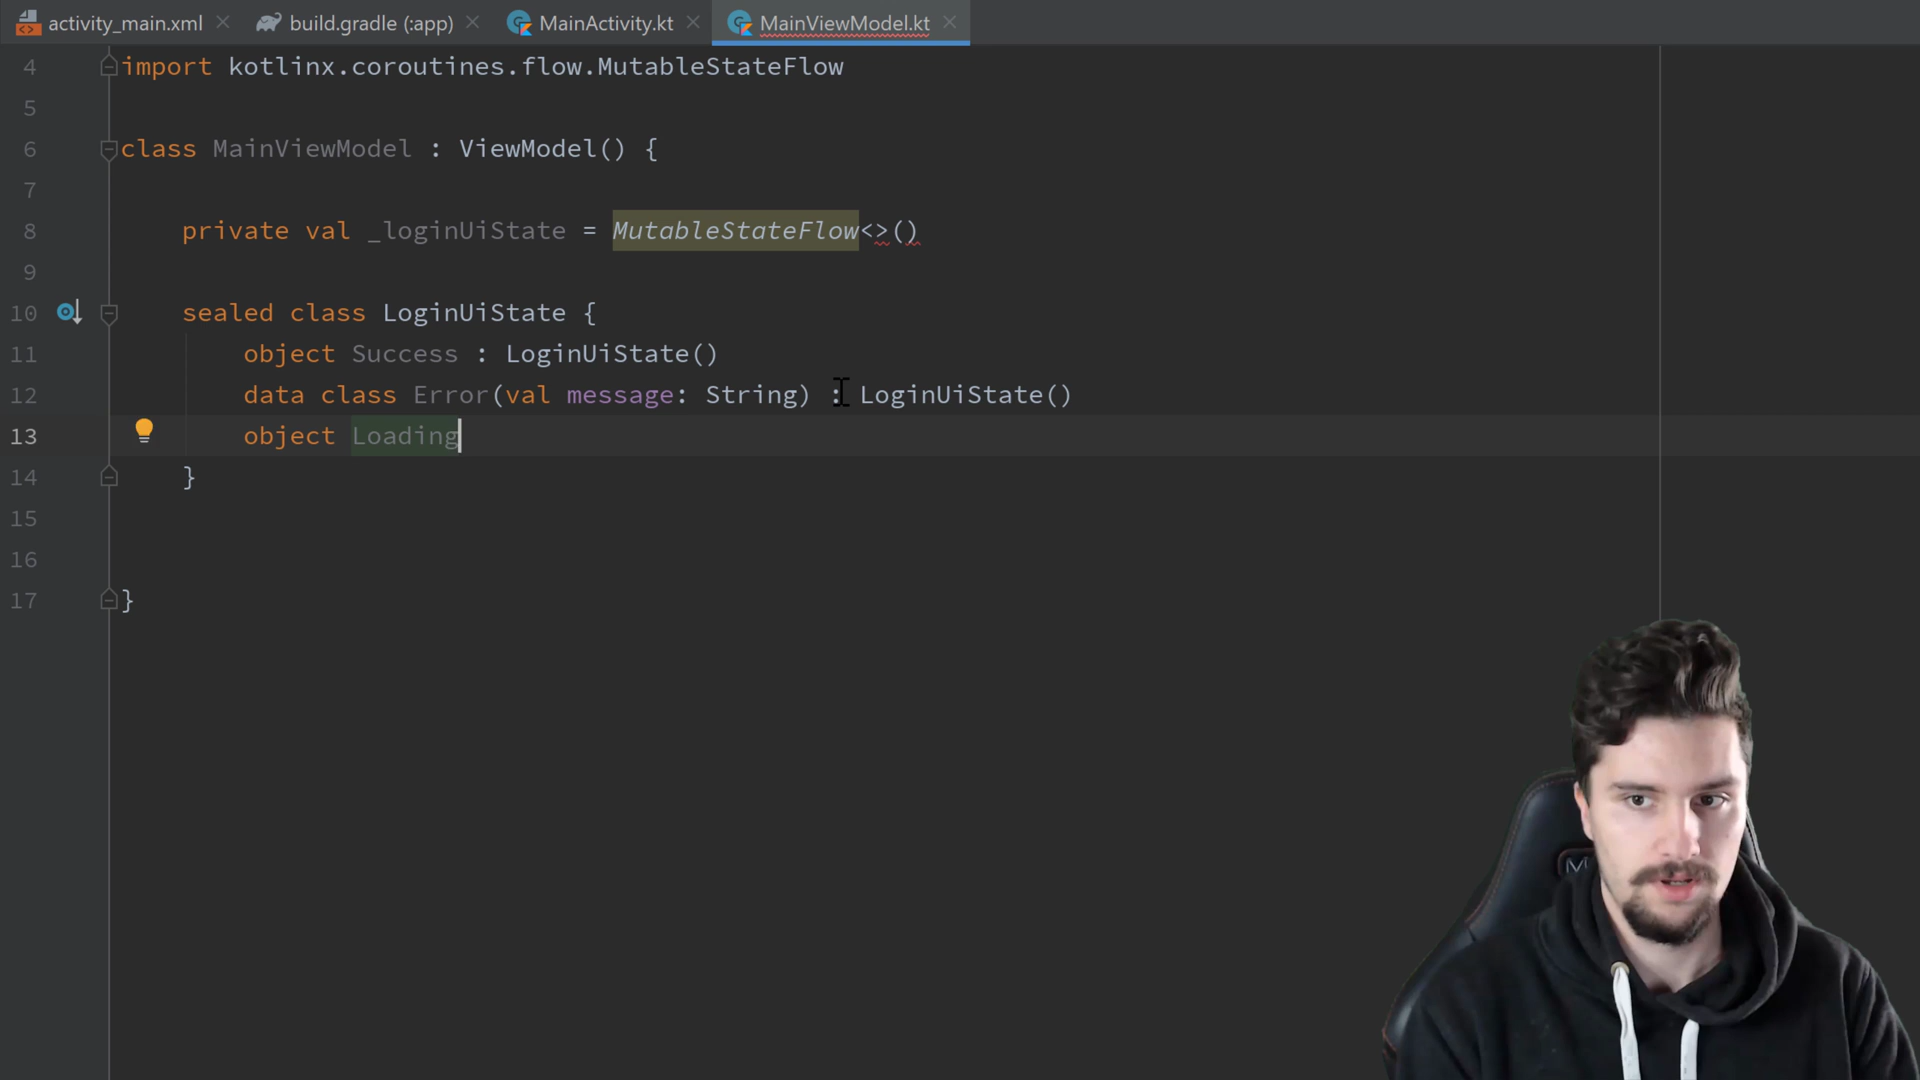 activity_main.xml
build.gradle (:app)
MainActivity.kt
MainViewModel.kt
4 import kotlinx.coroutines.flow.MutableStateFlow
5
6 class MainViewModel : ViewModel() {
7
8 private val _loginUiState = MutableStateFlow<>()
9
10 sealed class LoginUiState {
11 object Success : LoginUiState()
12 data class Error(val message: String) : LoginUiState()
13 object Loading
14 }
15
16
17 }